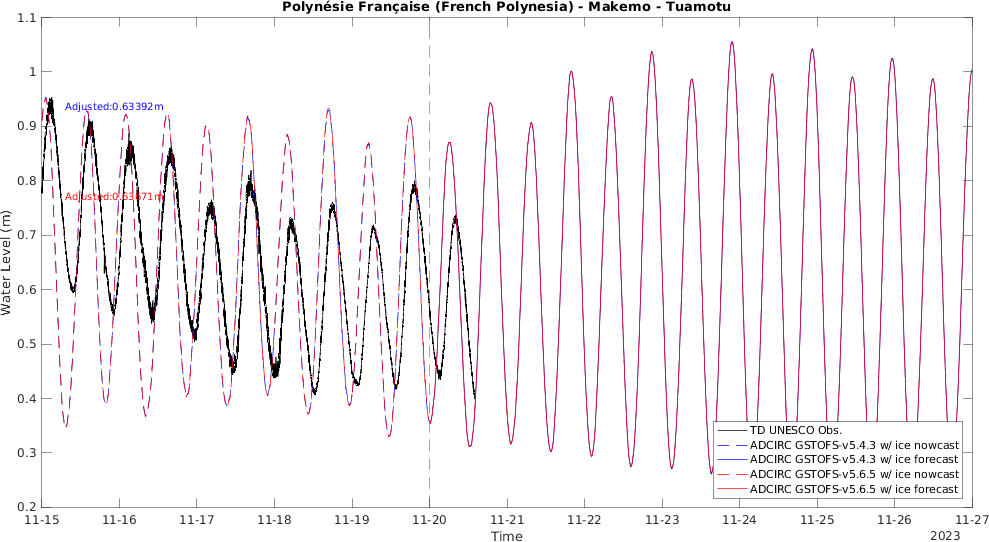 Polynésie Française (French Polynesia) - Makemo - Tuamotu
1.1
1
0.9
0.8
0.7
0.6
0.5
0.4
0.3
0.2
Water Level (m)
Adjusted:0.63392m
Adjusted:0.63671m
TD UNESCO Obs.
ADCIRC GSTOFS-v5.4.3 w/ ice nowcast
ADCIRC GSTOFS-v5.4.3 w/ ice forecast
ADCIRC GSTOFS-v5.6.5 w/ ice nowcast
ADCIRC GSTOFS-v5.6.5 w/ ice forecast
11-15 11-16 11-17 11-18 11-19 11-20 11-21 11-22 11-23 11-24 11-25 11-26 11-27
Time
2023